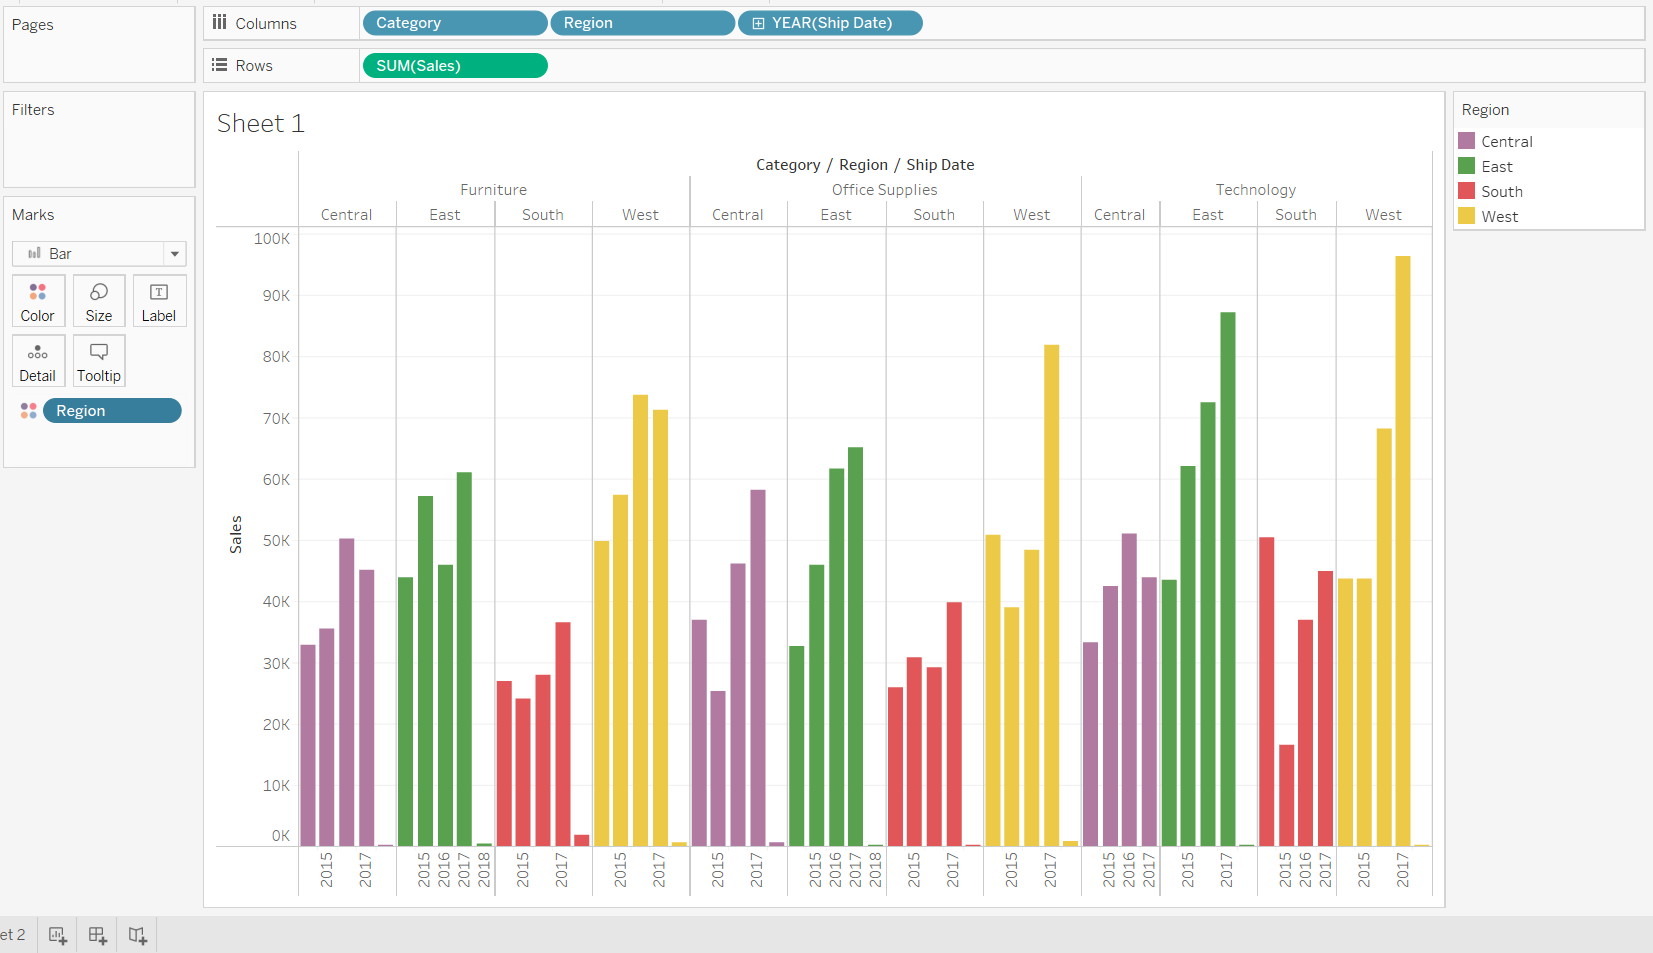 Pages
Columns
Category
Region
YEAR(Ship Date)
Rows
SUM(Sales)
Filters
Marks
Bar
Color
Size
Label
Detail
Tooltip
Region
Sheet 1
Category / Region / Ship Date
Furniture
Office Supplies
Technology
Central
East
South
West
Central
East
South
West
Central
East
South
West
100K
90K
80K
70K
60K
50K
40K
30K
20K
10K
0K
Sales
2015
2017
2015
2016
2017
2018
2015
2017
2015
2017
2015
2017
2015
2016
2017
2018
2015
2017
2015
2017
2015
2016
2017
2015
2017
2015
2016
2017
2015
2017
Region
Central
East
South
West
et 2